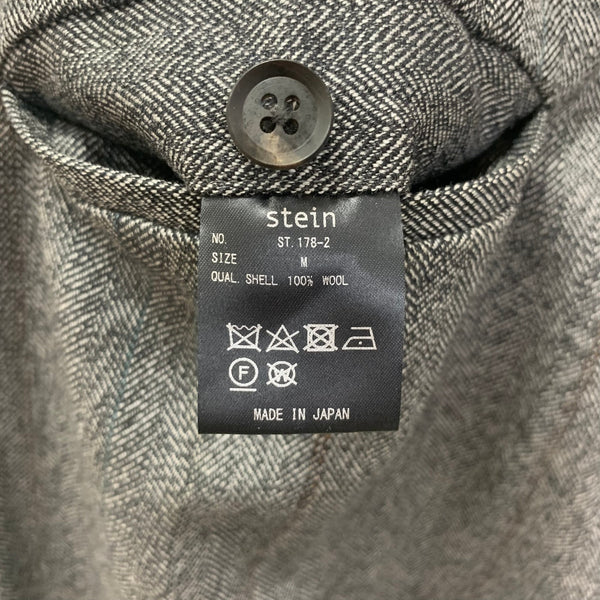 stein
NO. ST.178-2
SIZE M
QUAL. SHELL 100% WOOL
F W
MADE IN JAPAN